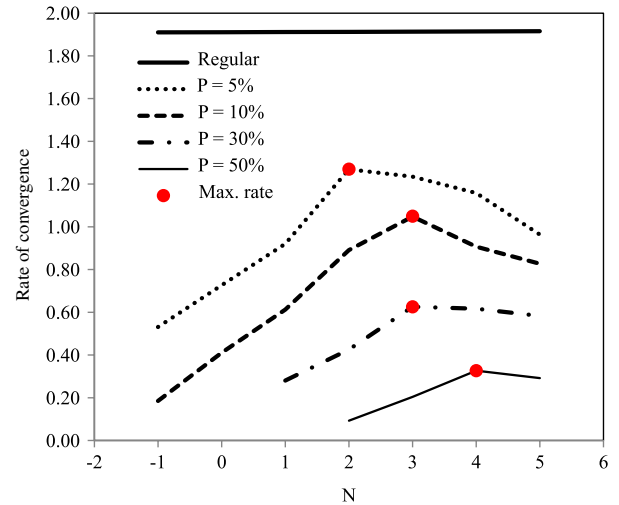 2.00
1.80
1.60
1.40
1.20
1.00
0.80
0.60
0.40
0.20
0.00
Rate of convergence
Regular
P = 5%
P = 10%
P = 30%
P = 50%
Max. rate
-2 -1 0 1 2 3 4 5 6
N